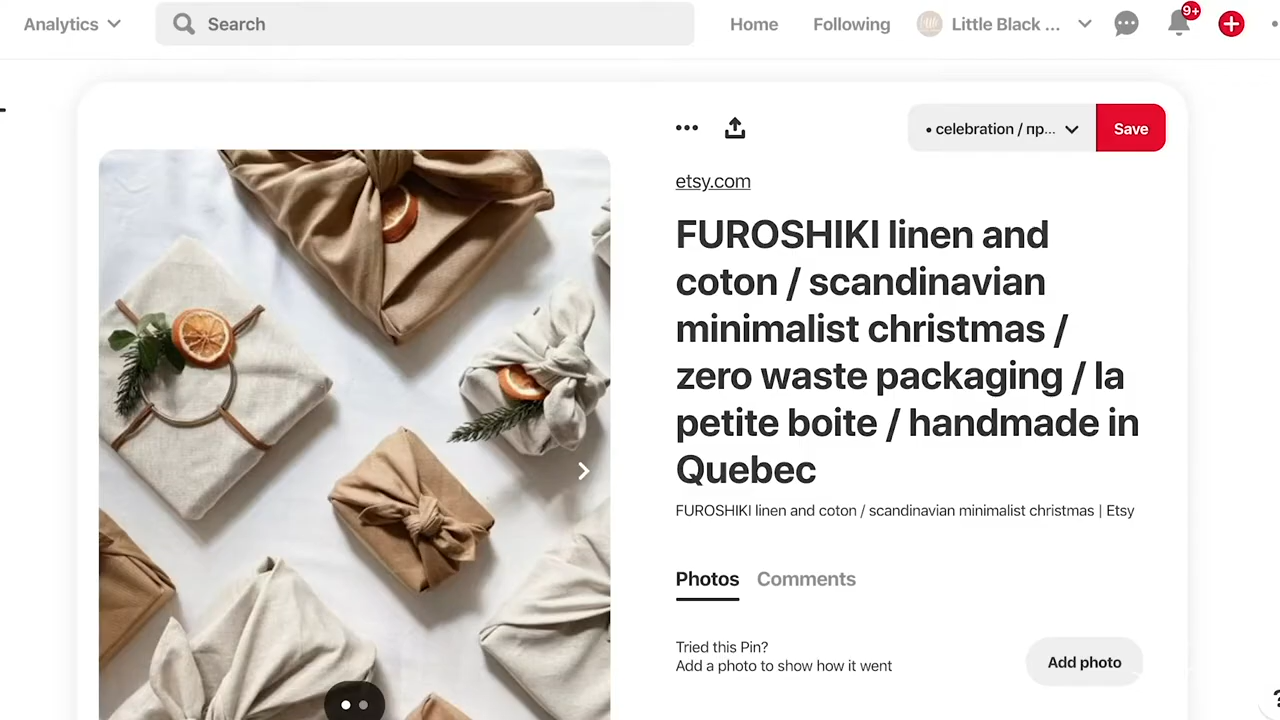 Analytics
Search
Home
Following
Little Black ...
9+
• celebration / пр...
Save
etsy.com
FUROSHIKI linen and
coton / scandinavian
minimalist christmas /
zero waste packaging / la
petite boite / handmade in
Quebec
FUROSHIKI linen and coton / scandinavian minimalist christmas | Etsy
Photos
Comments
Tried this Pin?
Add a photo to show how it went
Add photo
?